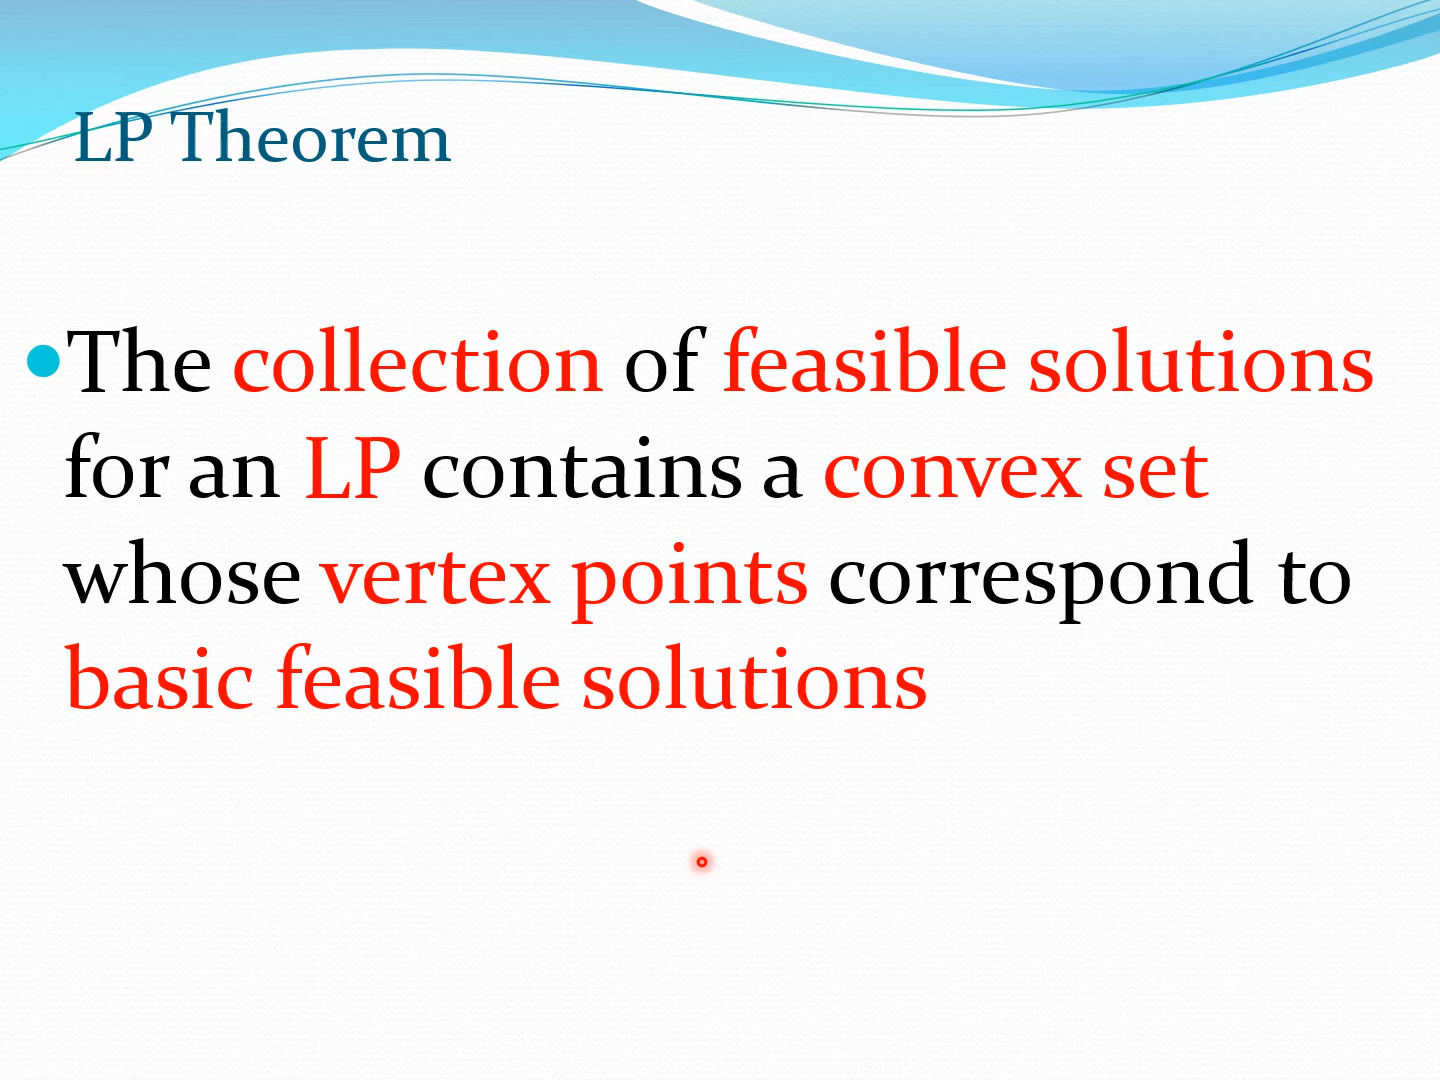 LP Theorem
The collection of feasible solutions
for an LP contains a convex set
whose vertex points correspond to
basic feasible solutions